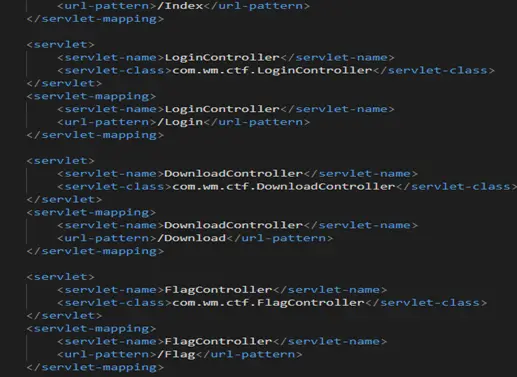 <url-pattern>/Index</url-pattern>
</servlet-mapping>
<servlet>
<servlet-name>LoginController</servlet-name>
<servlet-class>com.wm.ctf.LoginController</servlet-class>
</servlet>
<servlet-mapping>
<servlet-name>LoginController</servlet-name>
<url-pattern>/Login</url-pattern>
</servlet-mapping>
<servlet>
<servlet-name>DownloadController</servlet-name>
<servlet-class>com.wm.ctf.DownloadController</servlet-class>
</servlet>
<servlet-mapping>
<servlet-name>DownloadController</servlet-name>
<url-pattern>/Download</url-pattern>
</servlet-mapping>
<servlet>
<servlet-name>FlagController</servlet-name>
<servlet-class>com.wm.ctf.FlagController</servlet-class>
</servlet>
<servlet-mapping>
<servlet-name>FlagController</servlet-name>
<url-pattern>/Flag</url-pattern>
</servlet-mapping>